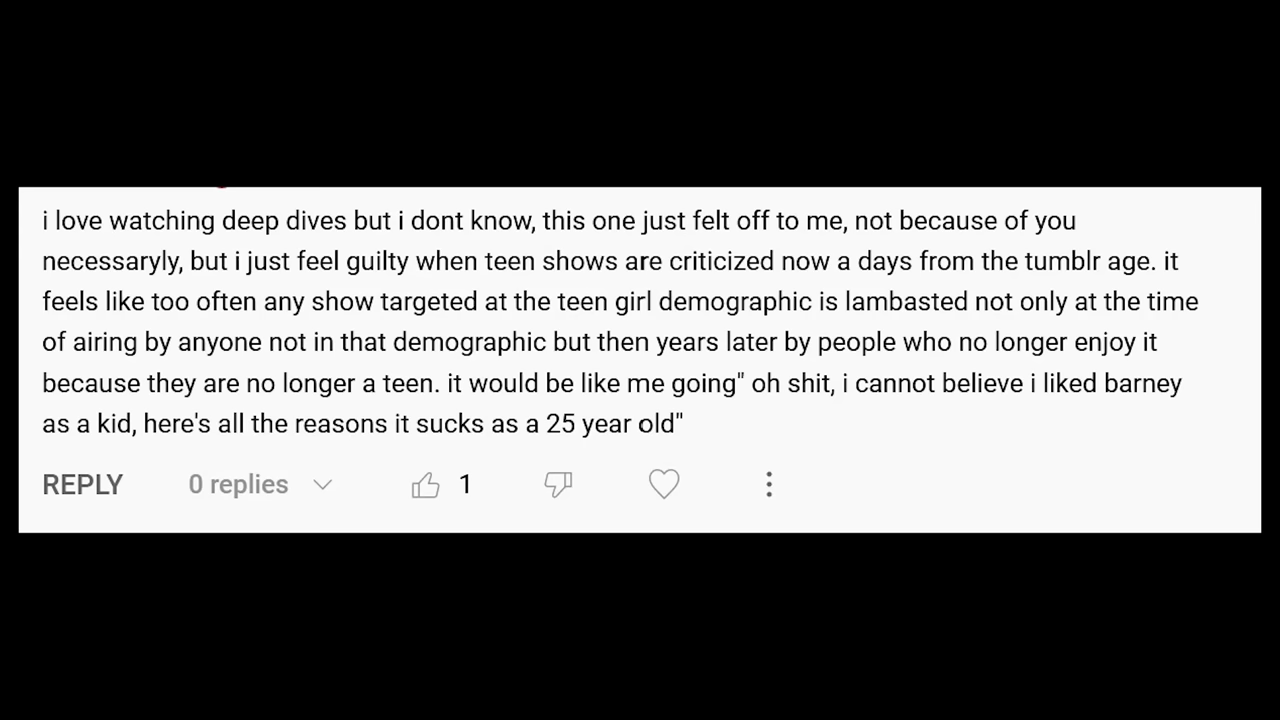 i love watching deep dives but i dont know, this one just felt off to me, not because of you
necessaryly, but i just feel guilty when teen shows are criticized now a days from the tumblr age. it
feels like too often any show targeted at the teen girl demographic is lambasted not only at the time
of airing by anyone not in that demographic but then years later by people who no longer enjoy it
because they are no longer a teen. it would be like me going" oh shit, i cannot believe i liked barney
as a kid, here's all the reasons it sucks as a 25 year old"
REPLY 0 replies 1